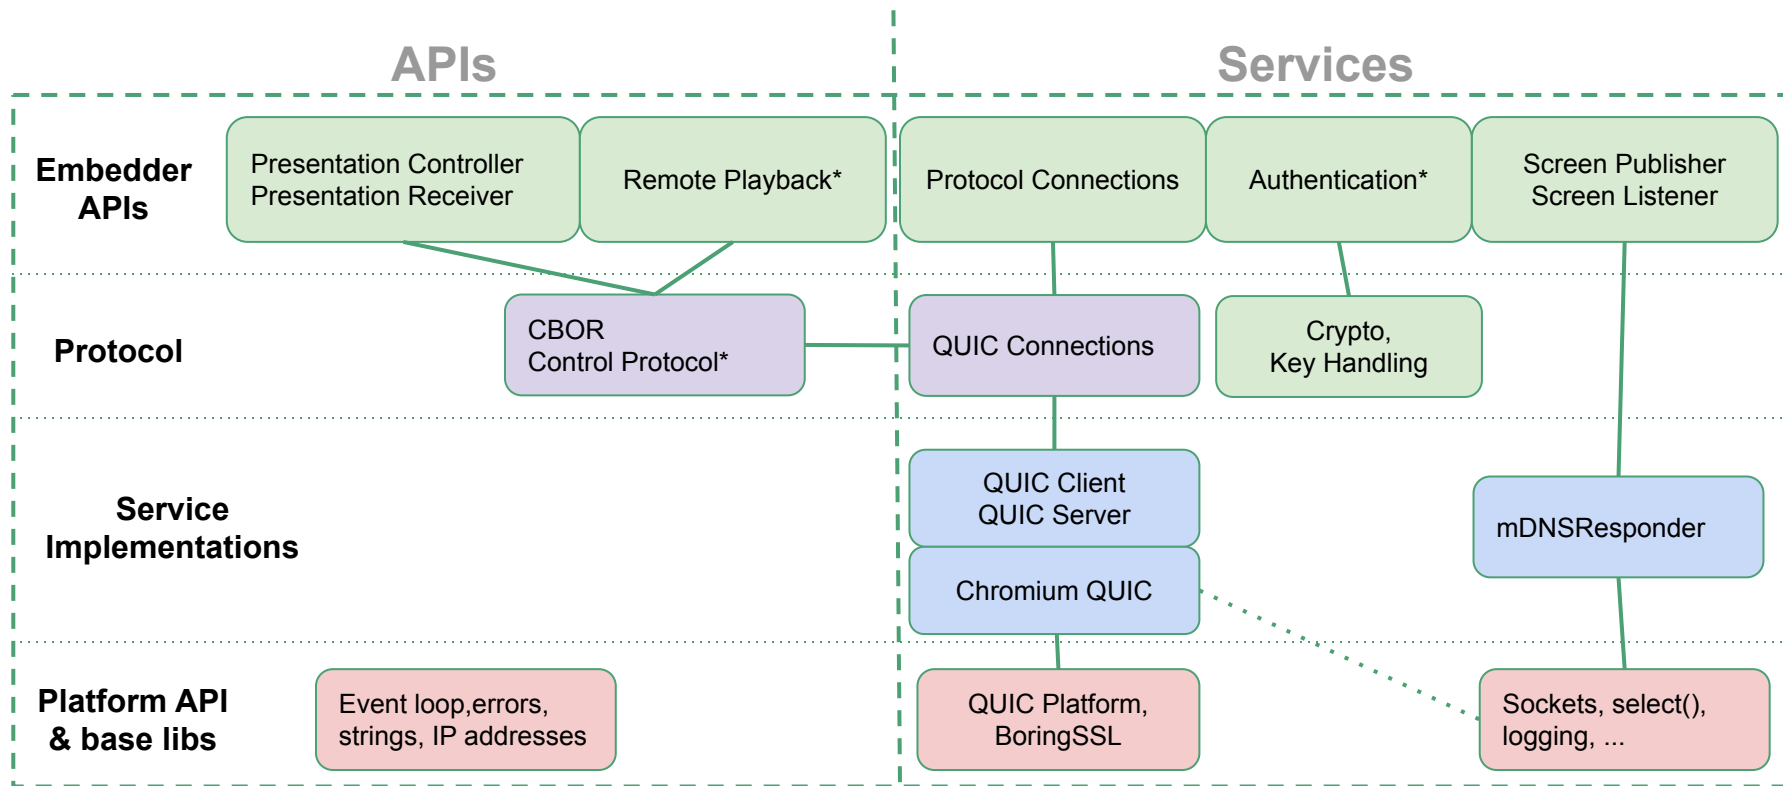 APIs
Services
Embedder
APIs
Presentation Controller
Presentation Receiver
Remote Playback*
Protocol Connections
Authentication*
Screen Publisher
Screen Listener
Protocol
CBOR
Control Protocol*
QUIC Connections
Crypto,
Key Handling
Service
Implementations
QUIC Client
QUIC Server
Chromium QUIC
mDNSResponder
Platform API
& base libs
Event loop,errors,
strings, IP addresses
QUIC Platform,
BoringSSL
Sockets, select(),
logging, ...